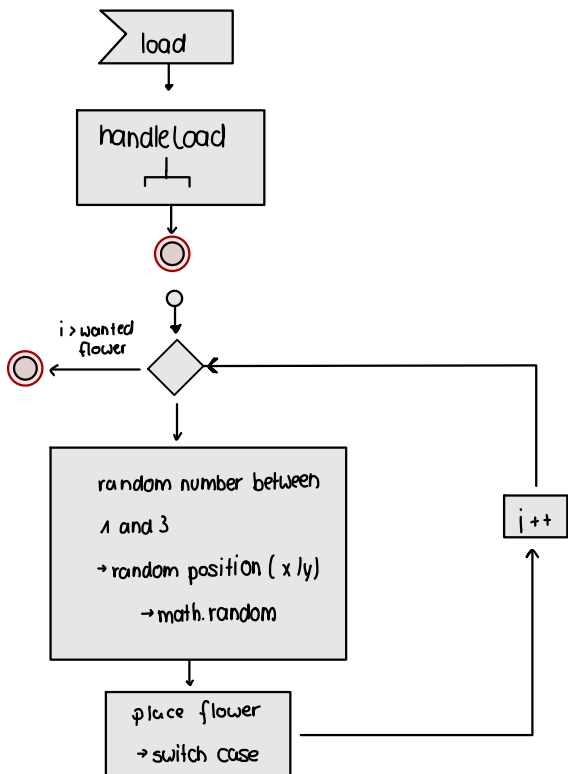 load
handleLoad
i > wanted
flower
random number between
1 and 3
→ random position ( x / y )
→ math.random
i ++
place flower
→ switch case